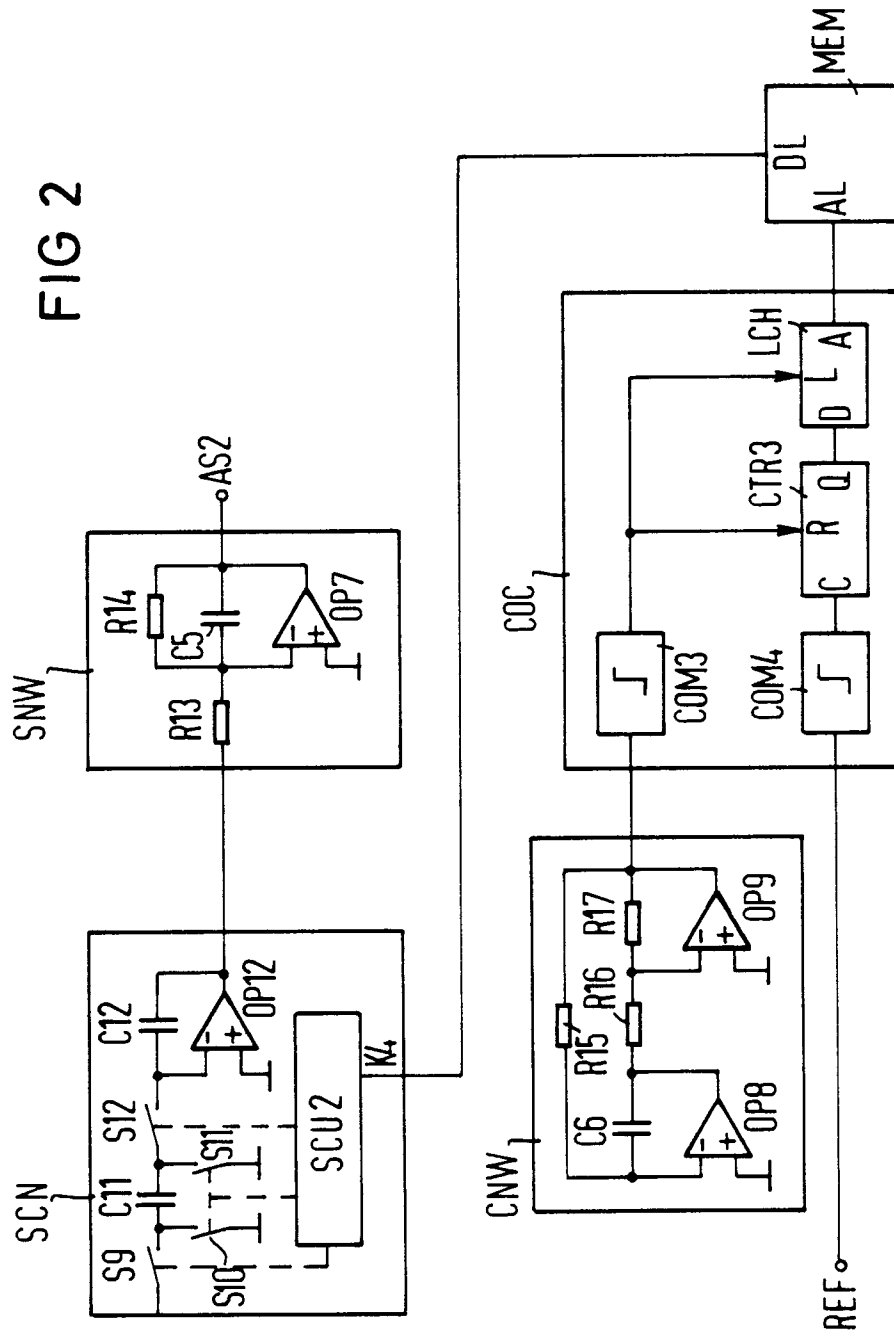 FIG 2
SCN
S9
C11
S12
C12
S10
S11
- +
OP12
SCU2
K4
SNW
R13
R14
C5
- +
OP7
AS2
CNW
C6
R15
R16
R17
- +
OP8
- +
OP9
COC
COM3
COM4
CTR3
C R Q
LCH
D L A
MEM
DL
AL
REF